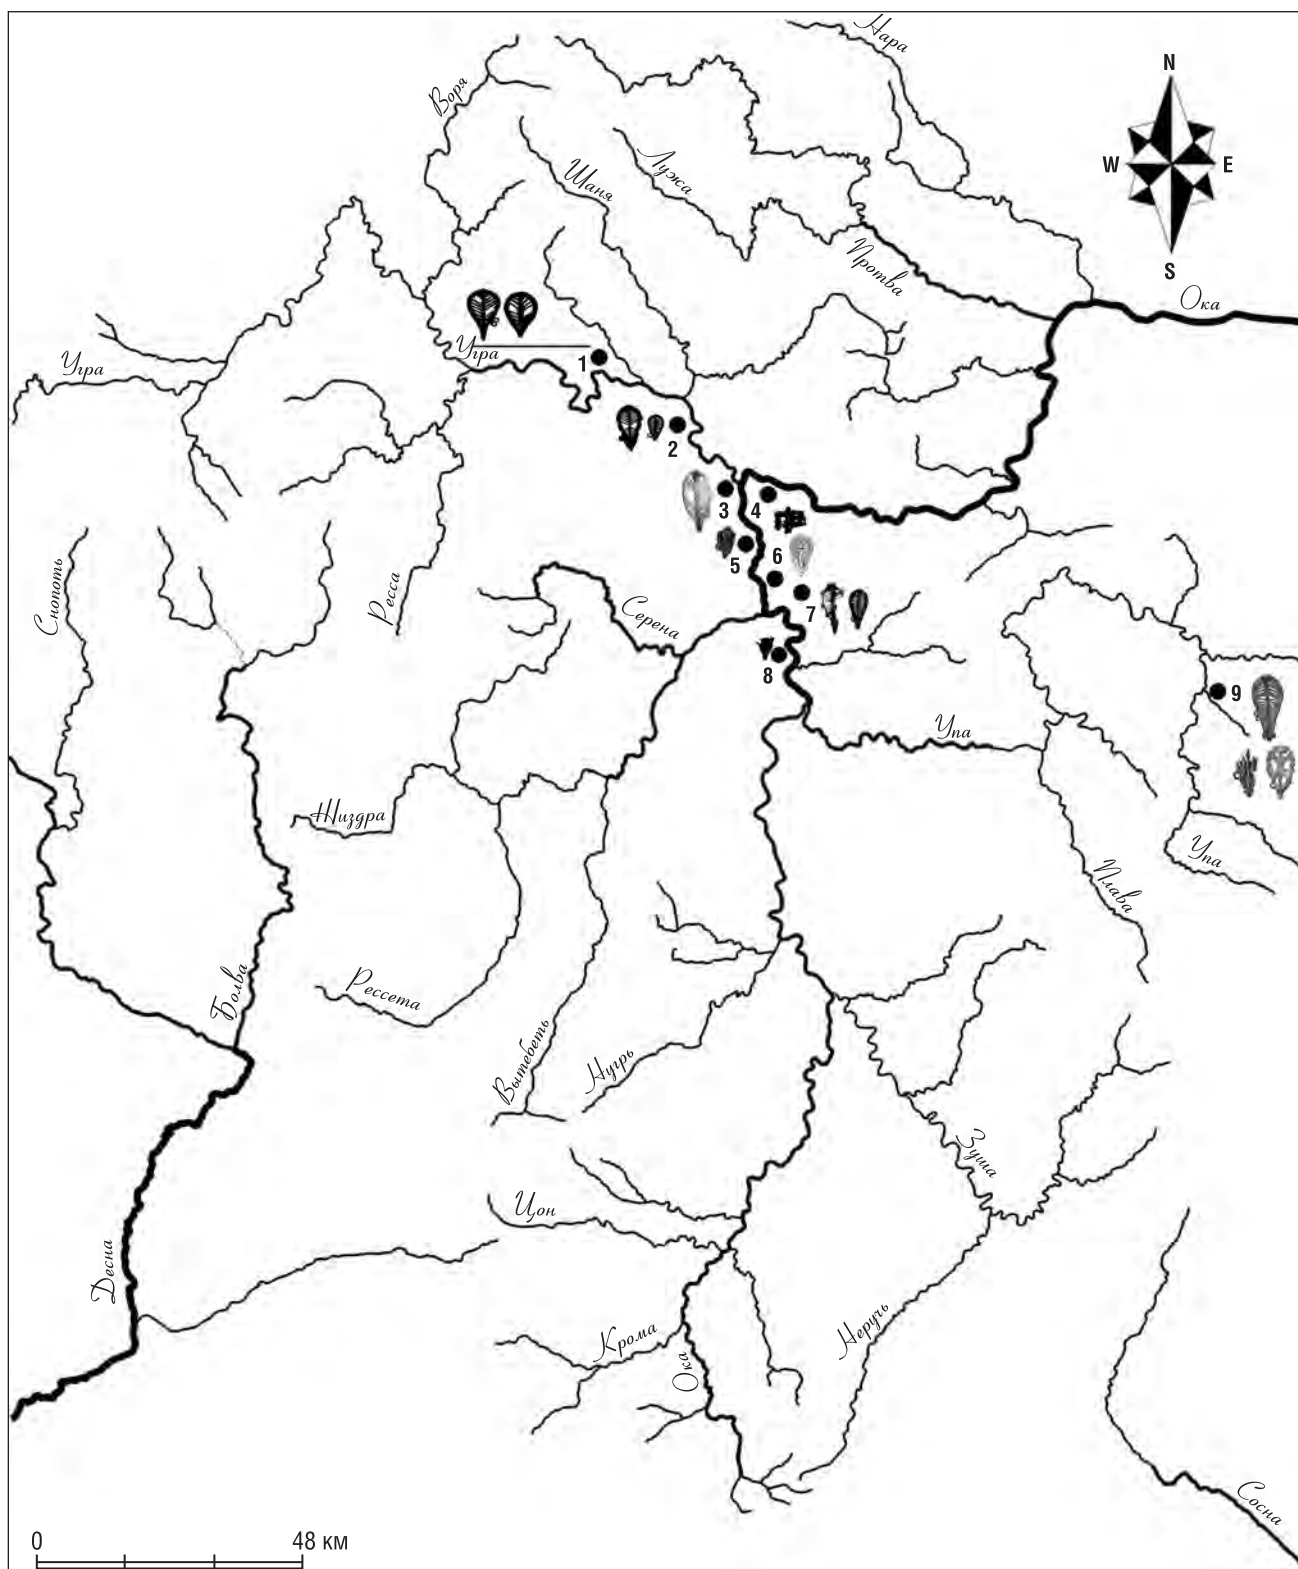 Нара
N
Воря
W
E
Шаня
Лужа
S
Протва
Ока
Угра
Угра
1
2
3
4
5
6
7
8
9
Снопоть
Ресса
Серена
Упа
Жиздра
Упа
Плава
Болва
Рессета
Вытебеть
Нугрь
Зуша
Цон
Десна
Крома
Ока
Неручь
Сосна
0
48 км